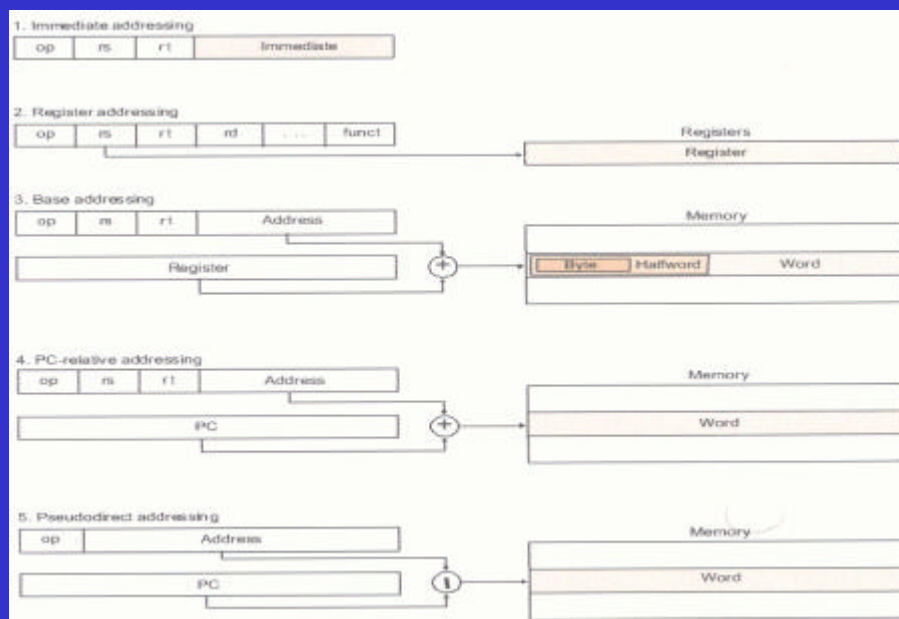 1. Immediate addressing
op rs rt Immediate
2. Register addressing
op rs rt rd ... funct
Registers
Register
3. Base addressing
op rs rt Address
Memory
Register
+
Byte Halfword Word
4. PC-relative addressing
op rs rt Address
Memory
PC
+
Word
5. Pseudodirect addressing
op Address
Memory
PC
Word